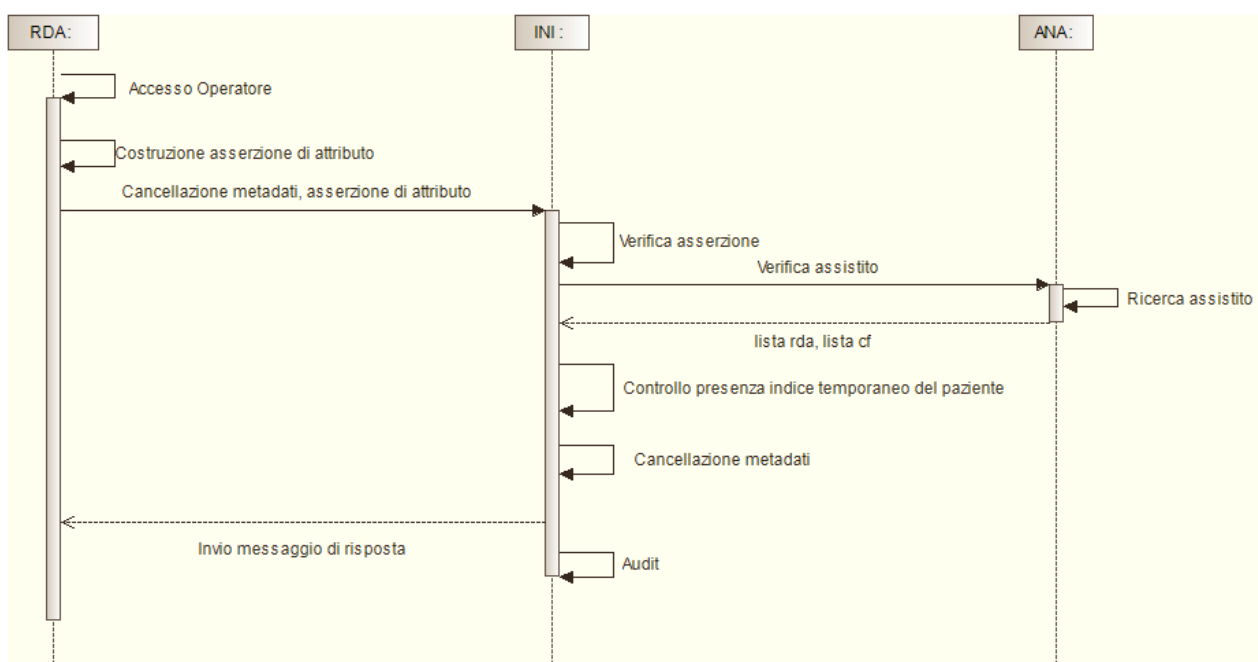 RDA:
INI :
ANA:
Accesso Operatore
Costruzione asserzione di attributo
Cancellazione metadati, asserzione di attributo
Verifica asserzione
Verifica assistito
Ricerca assistito
lista rda, lista cf
Controllo presenza indice temporaneo del paziente
Cancellazione metadati
Invio messaggio di risposta
Audit